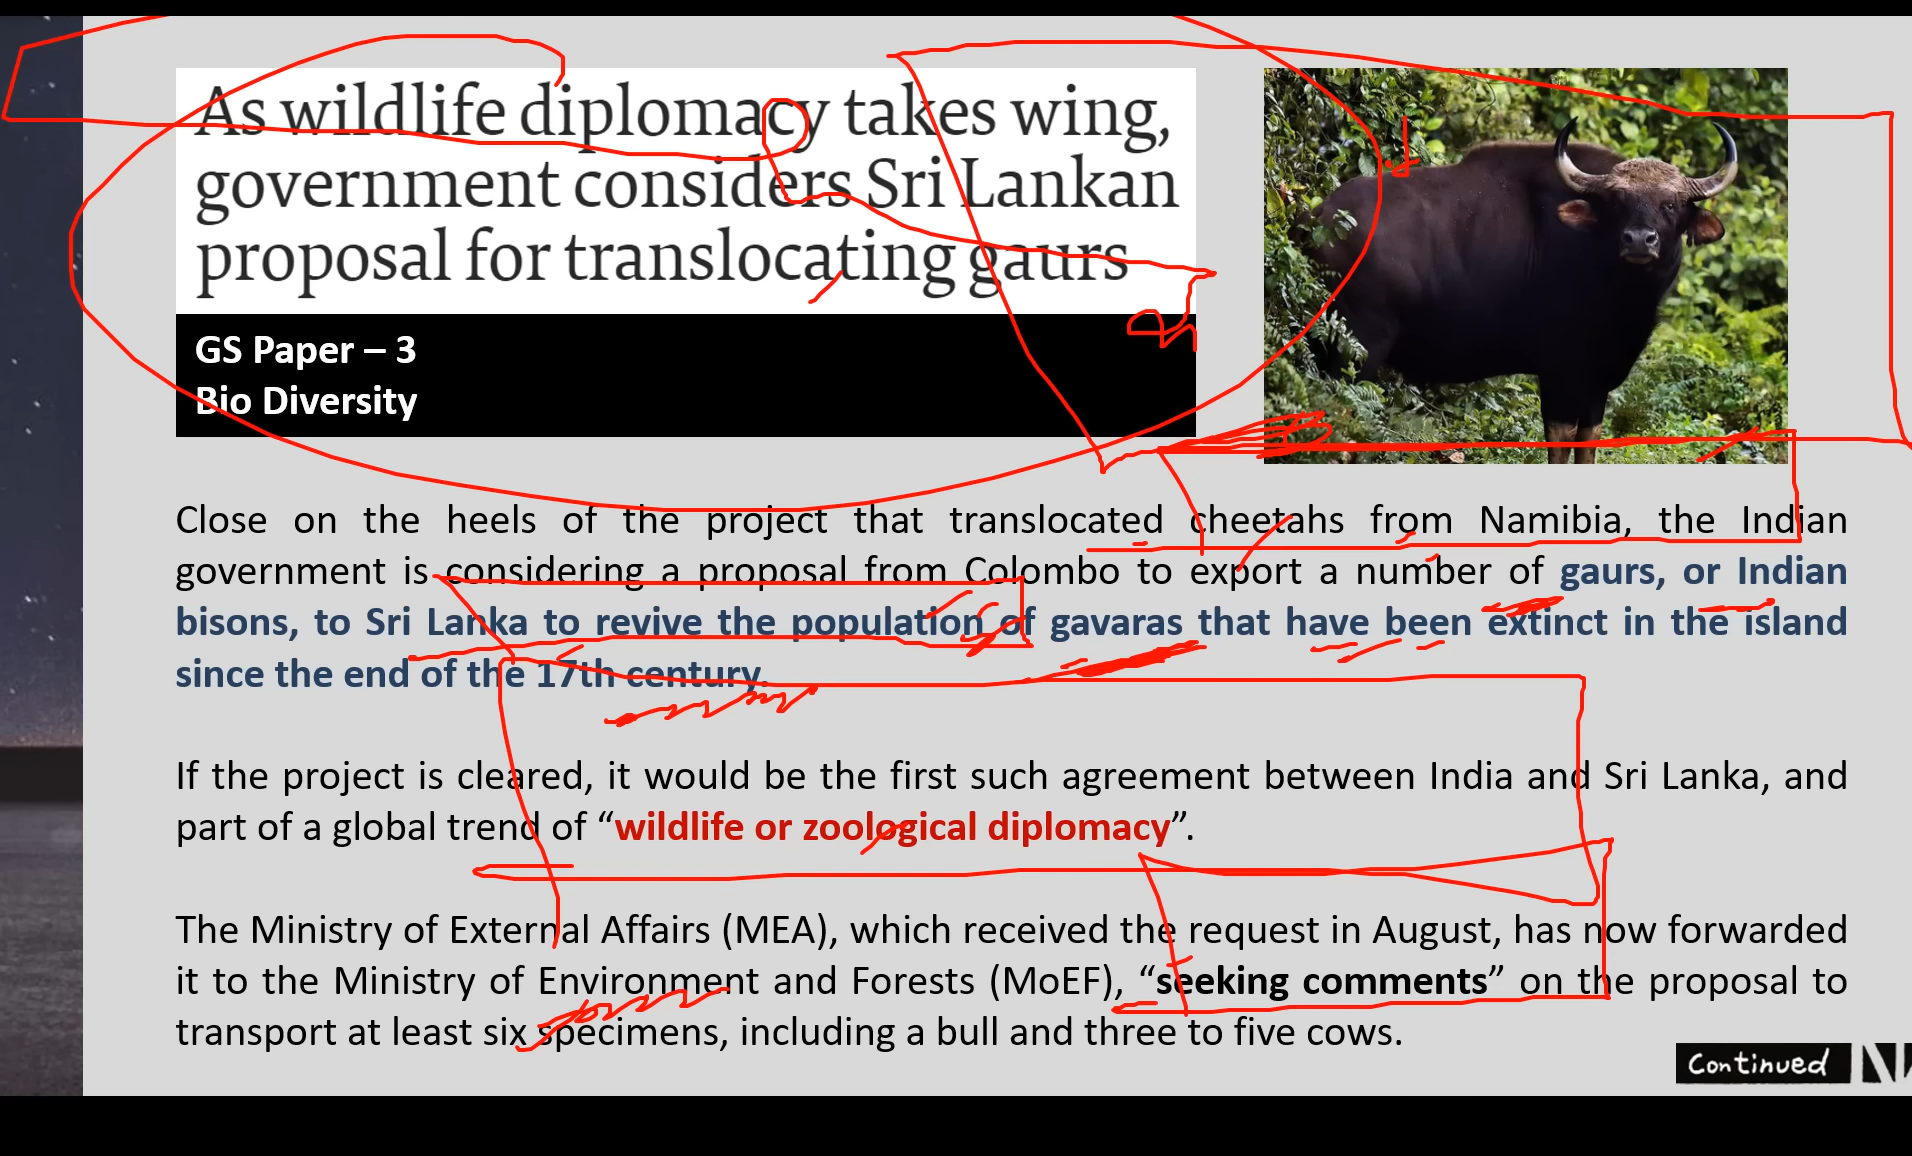 As wildlife diplomacy takes wing,
government considers Sri Lankan
proposal for translocating gaurs
GS Paper – 3
Bio Diversity
Close on the heels of the project that translocated cheetahs from Namibia, the Indian
government is considering a proposal from Colombo to export a number of gaurs, or Indian
bisons, to Sri Lanka to revive the population of gavaras that have been extinct in the island
since the end of the 17th century.
If the project is cleared, it would be the first such agreement between India and Sri Lanka, and
part of a global trend of “wildlife or zoological diplomacy”.
The Ministry of External Affairs (MEA), which received the request in August, has now forwarded
it to the Ministry of Environment and Forests (MoEF), “seeking comments” on the proposal to
transport at least six specimens, including a bull and three to five cows.
Continued